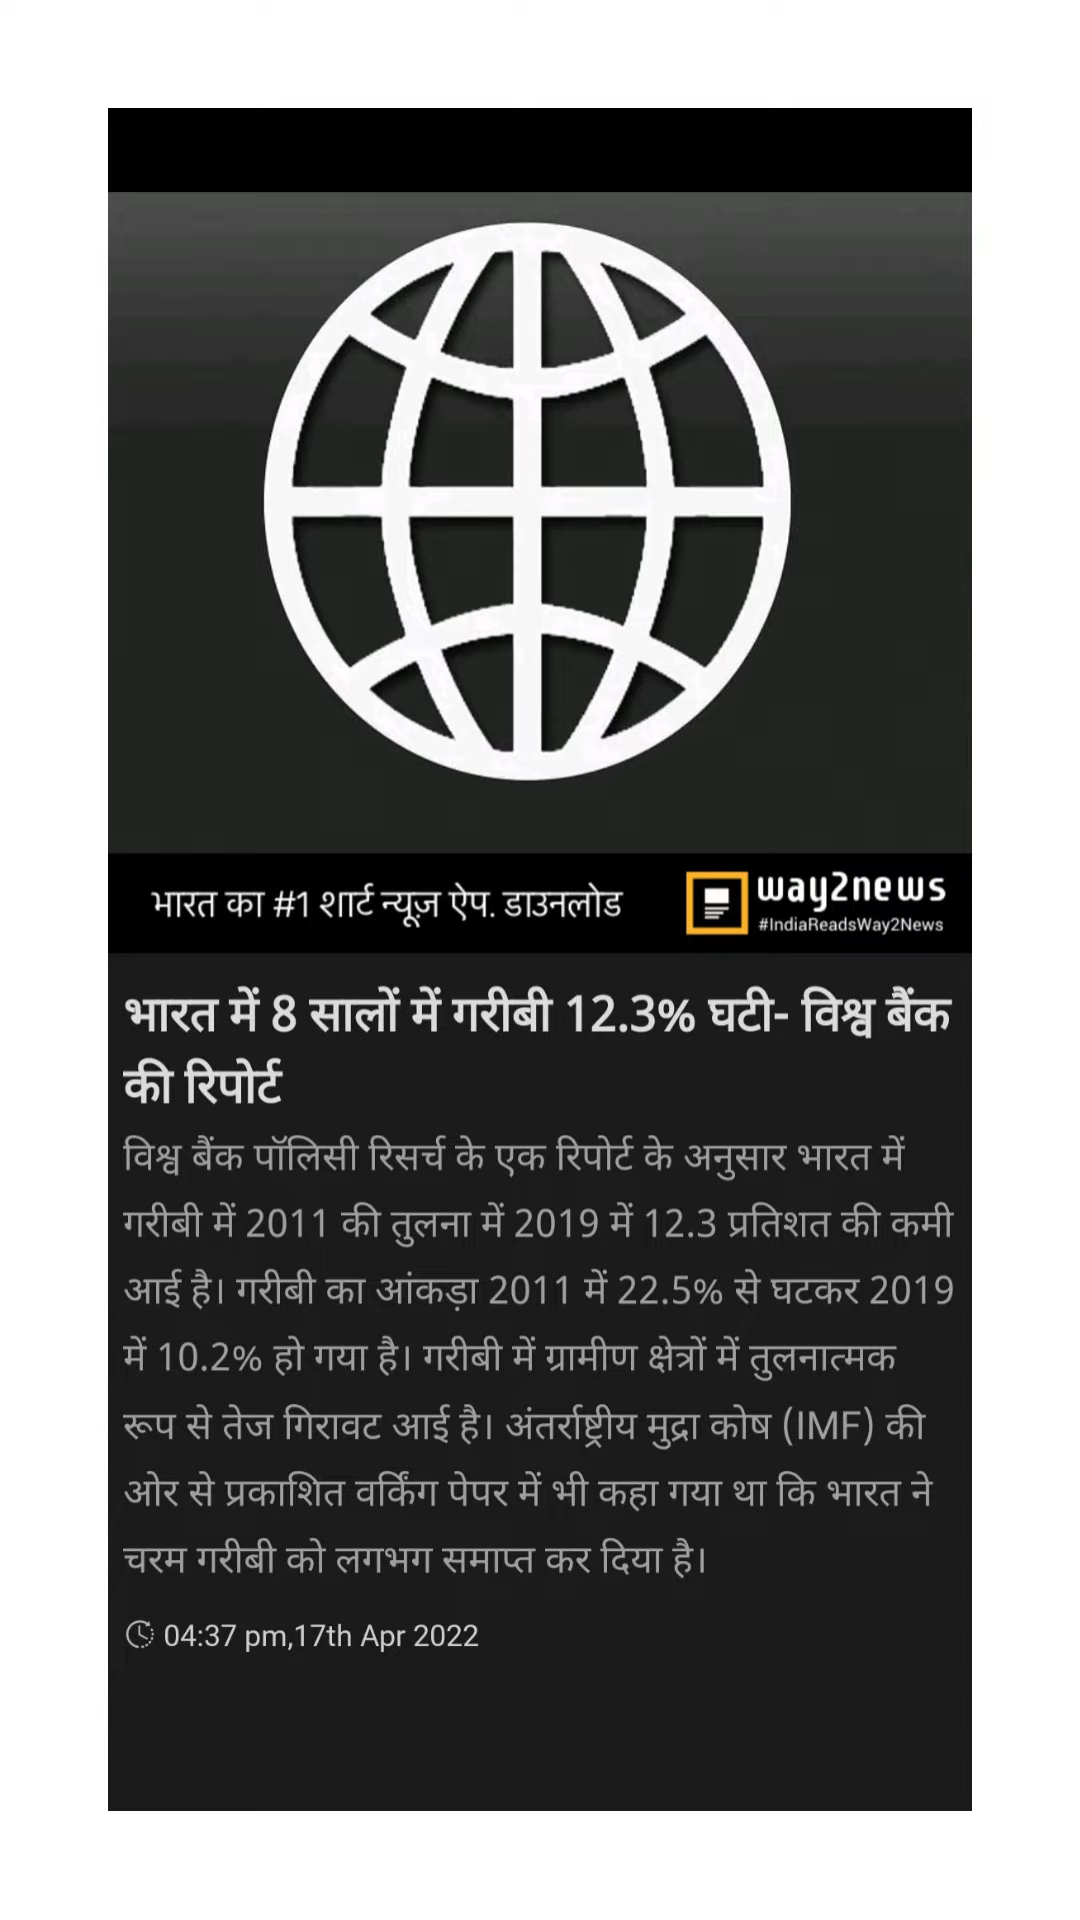 भारत का #1 शार्ट न्यूज़ ऐप. डाउनलोड
way2news
#IndiaReadsWay2News
भारत में 8 सालों में गरीबी 12.3% घटी- विश्व बैंक
की रिपोर्ट
विश्व बैंक पॉलिसी रिसर्च के एक रिपोर्ट के अनुसार भारत में
गरीबी में 2011 की तुलना में 2019 में 12.3 प्रतिशत की कमी
आई है। गरीबी का आंकड़ा 2011 में 22.5% से घटकर 2019
में 10.2% हो गया है। गरीबी में ग्रामीण क्षेत्रों में तुलनात्मक
रूप से तेज गिरावट आई है। अंतर्राष्ट्रीय मुद्रा कोष (IMF) की
ओर से प्रकाशित वर्किंग पेपर में भी कहा गया था कि भारत ने
चरम गरीबी को लगभग समाप्त कर दिया है।
04:37 pm,17th Apr 2022